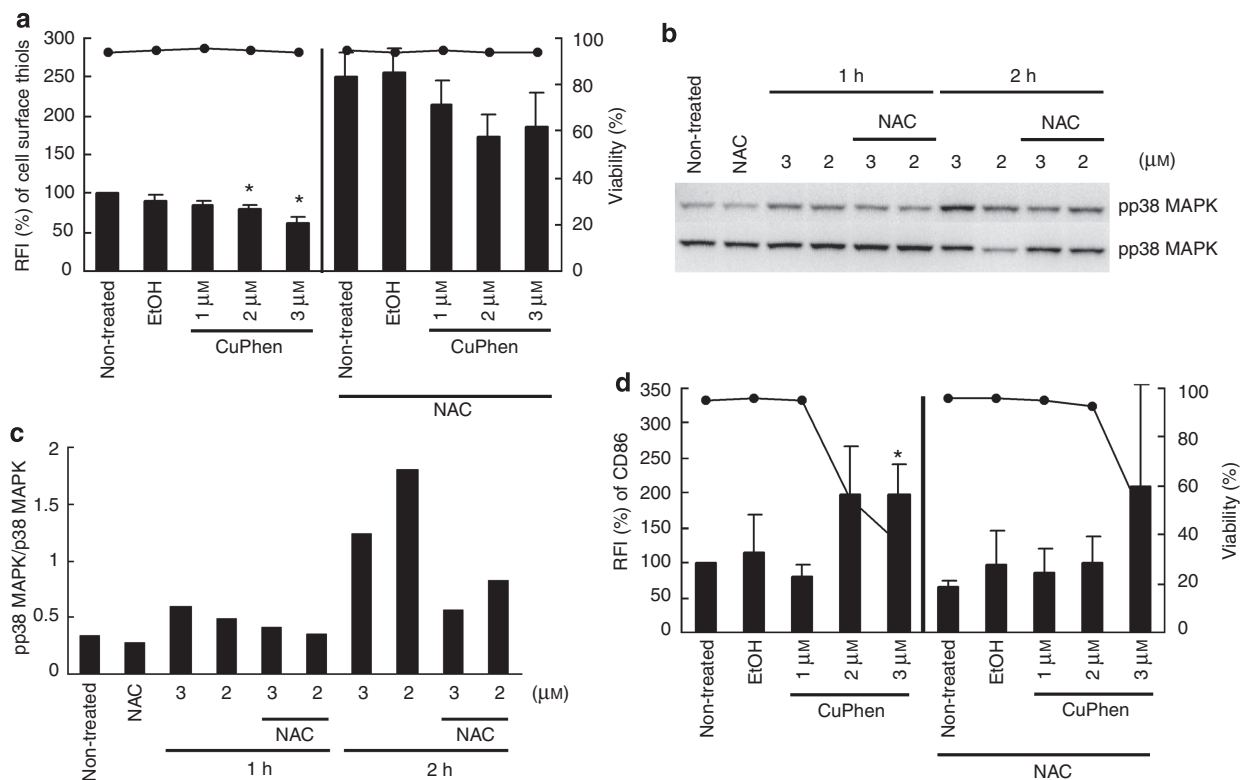 a
300
250
200
150
100
50
0
RFI (%) of cell surface thiols
100
80
60
40
20
0
Viability (%)
*
*
Non-treated
EtOH
1 μM
2 μM
3 μM
CuPhen
Non-treated
EtOH
1 μM
2 μM
3 μM
CuPhen
NAC
b
1 h
2 h
NAC
NAC
Non-treated
NAC
3 2 3 2 3 2 3 2 (μM)
pp38 MAPK
pp38 MAPK
c
2
1.5
1
0.5
0
pp38 MAPK/p38 MAPK
Non-treated
NAC
3 2 3 2 3 2 3 2 (μM)
NAC
NAC
1 h
2 h
d
350
300
250
200
150
100
50
0
RFI (%) of CD86
100
80
60
40
20
0
Viability (%)
*
Non-treated
EtOH
1 μM
2 μM
3 μM
CuPhen
Non-treated
EtOH
1 μM
2 μM
3 μM
CuPhen
NAC